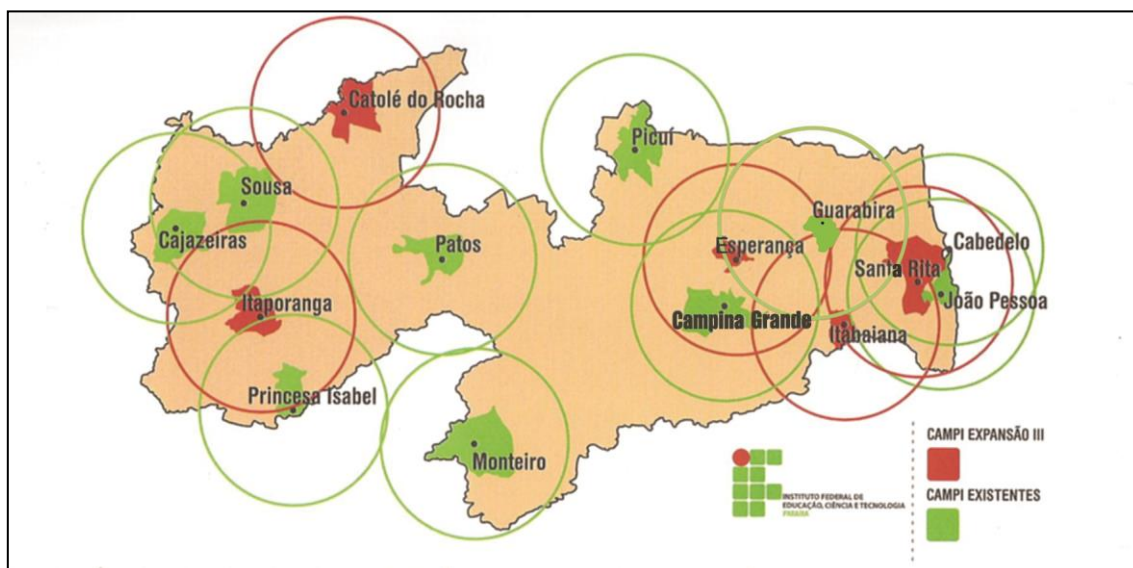 Catolé do Rocha
Picuí
Sousa
Guarabira
Cajazeiras
Patos
Esperança
Cabedelo
Santa Rita
Itaporanga
João Pessoa
Campina Grande
Itabaiana
Princesa Isabel
Monteiro
CAMPI EXPANSÃO III
CAMPI EXISTENTES
INSTITUTO FEDERAL DE
EDUCAÇÃO, CIÊNCIA E TECNOLOGIA
PARAÍBA